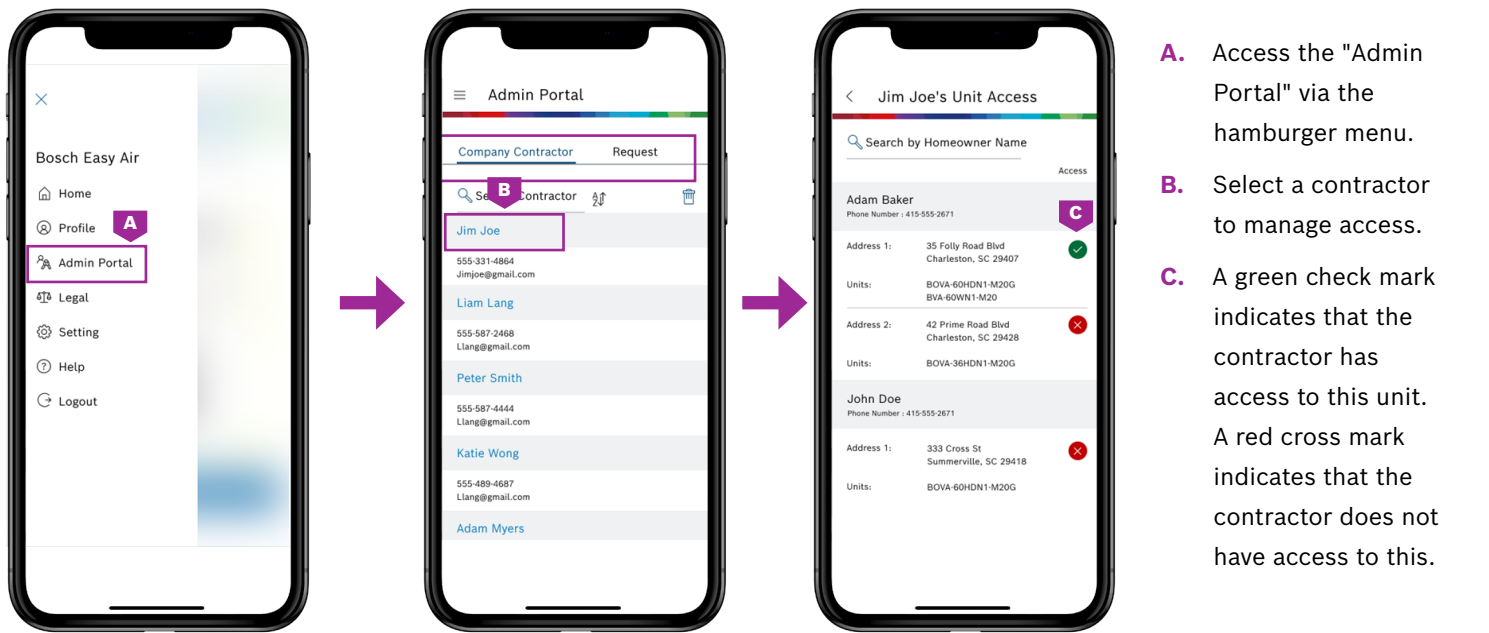 Bosch Easy Air
Home
Profile
A
Admin Portal
Legal
Setting
Help
Logout
Admin Portal
Company Contractor Request
B
Contractor
Jim Joe
555-331-4864
Jimjoe@gmail.com
Liam Lang
555-587-2468
Llang@gmail.com
Peter Smith
555-587-4444
Llang@gmail.com
Katie Wong
555-489-4687
Llang@gmail.com
Adam Myers
Jim Joe's Unit Access
Search by Homeowner Name
Access
Adam Baker
Phone Number : 415-555-2671
C
Address 1: 35 Folly Road Blvd
Charleston, SC 29407
Units: BOVA-60HDN1-M20G
BVA-60WN1-M20
Address 2: 42 Prime Road Blvd
Charleston, SC 29428
Units: BOVA-36HDN1-M20G
John Doe
Phone Number : 415-555-2671
Address 1: 333 Cross St
Summerville, SC 29418
Units: BOVA-60HDN1-M20G
A. Access the "Admin
Portal" via the
hamburger menu.
B. Select a contractor
to manage access.
C. A green check mark
indicates that the
contractor has
access to this unit.
A red cross mark
indicates that the
contractor does not
have access to this.